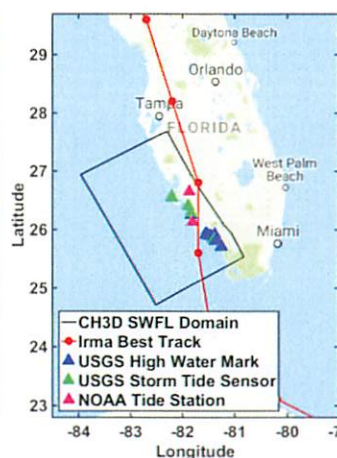 29
28
27
26
25
24
23
Latitude
Daytona Beach
Orlando
Tampa
FLORIDA
West Palm
Beach
Miami
CH3D SWFL Domain
Irma Best Track
USGS High Water Mark
USGS Storm Tide Sensor
NOAA Tide Station
-84 -83 -82 -81 -80 -79
Longitude